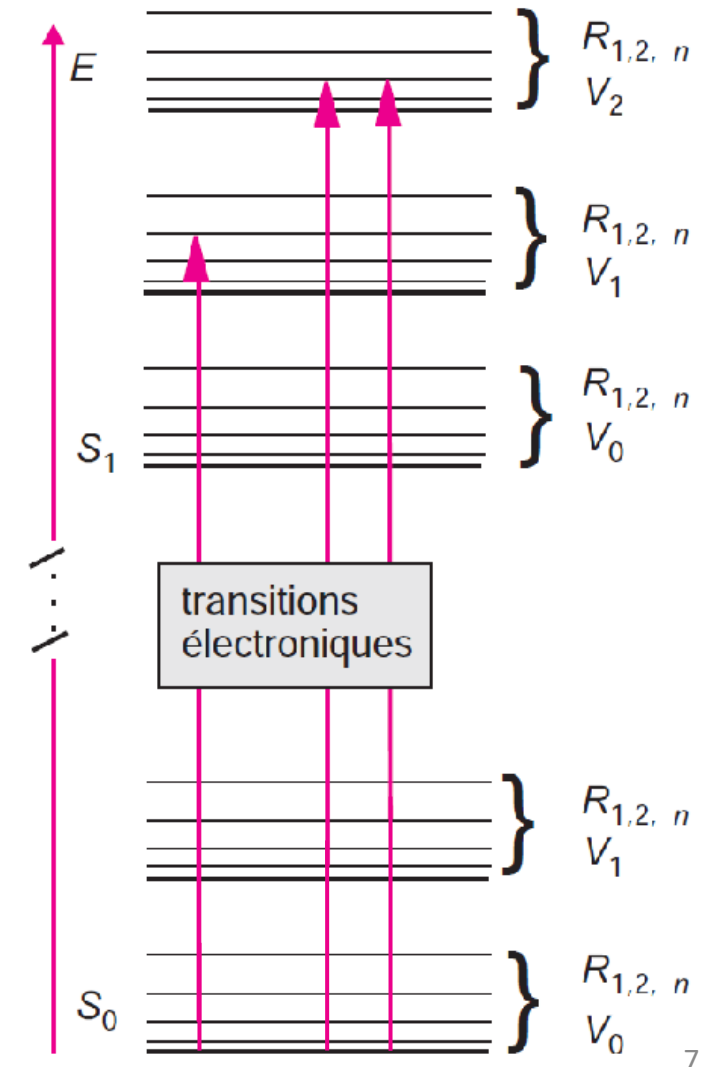 E
R1,2, n
V2
R1,2, n
V1
R1,2, n
V0
S1
transitions
électroniques
R1,2, n
V1
R1,2, n
V0
S0
7